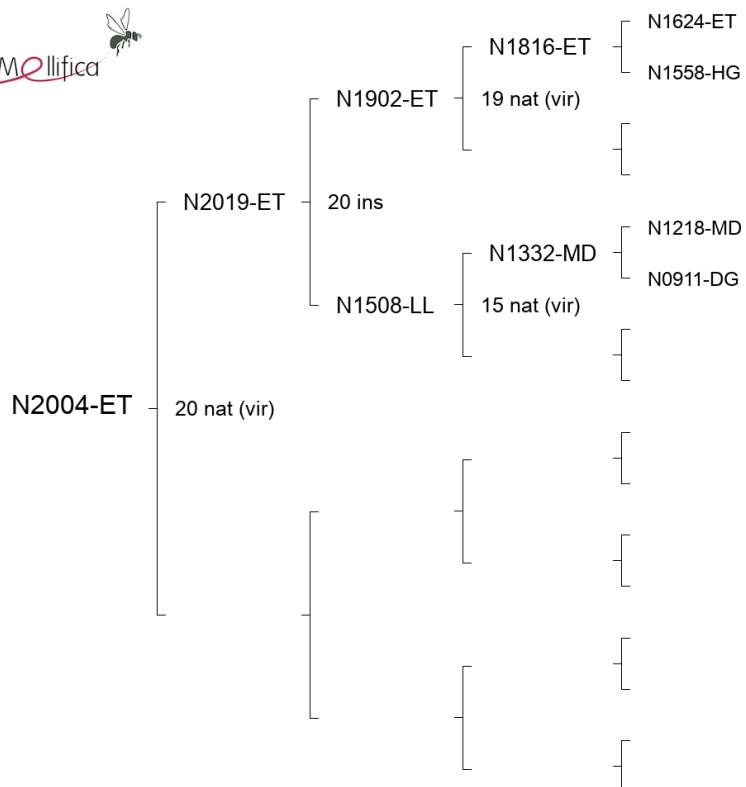 N1624-ET
N1816-ET
N1558-HG
Mellifica
N1902-ET
19 nat (vir)
N2019-ET
20 ins
N1218-MD
N1332-MD
N0911-DG
N1508-LL
15 nat (vir)
N2004-ET
20 nat (vir)